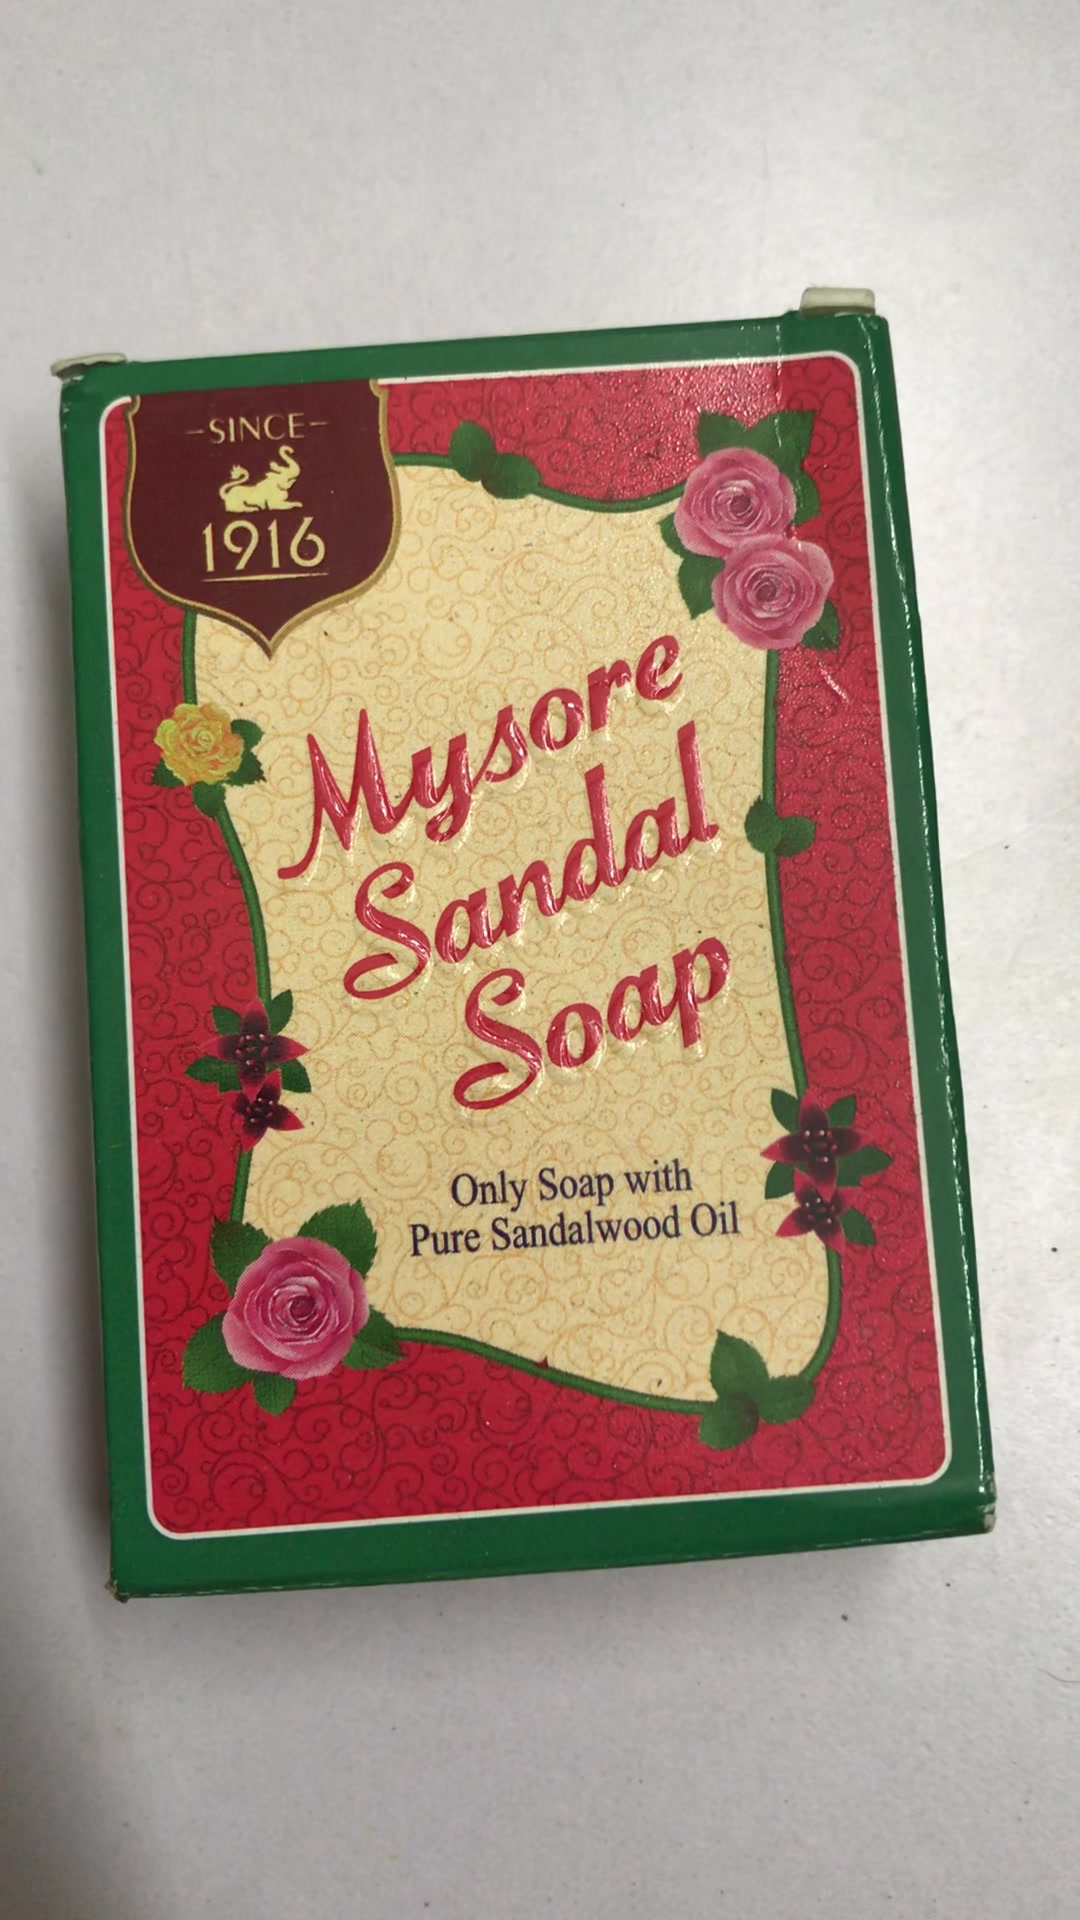 -SINCE-
1916
Mysore
Sandal
Soap
Only Soap with
Pure Sandalwood Oil